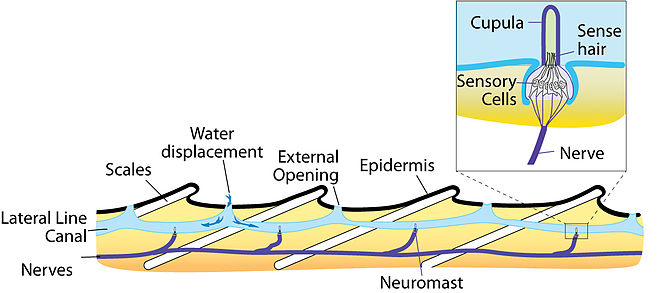 Cupula
Sense
hair
Sensory
Cells
Nerve
Water
displacement
Scales
External
Opening
Epidermis
Lateral Line
Canal
Nerves
Neuromast